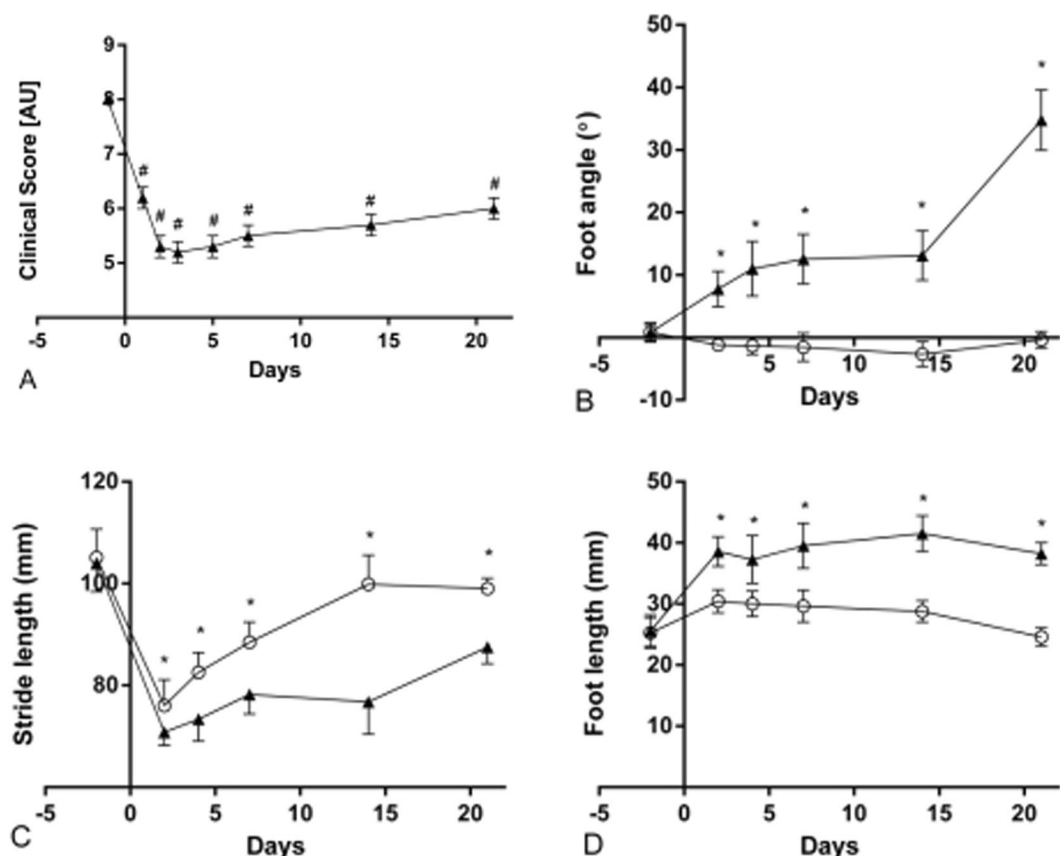 9
8
7
6
5
Clinical Score [AU]
# # # # # # #
-5 0 5 10 15 20
Days
A
50
40
30
20
10
-10
Foot angle (°)
* * * * *
-5 5 10 15 20
Days
B
120
100
80
Stride length (mm)
* * * * *
-5 0 5 10 15 20
Days
C
50
40
30
20
10
Foot length (mm)
* * * * *
-5 0 5 10 15 20
Days
D